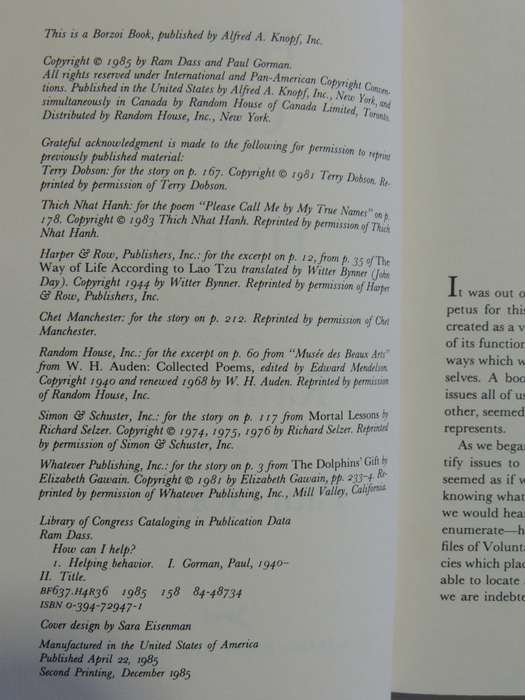 This is a Borzoi Book, published by Alfred A. Knopf, Inc.
Copyright © 1985 by Ram Dass and Paul Gorman.
All rights reserved under International and Pan-American Copyright Conven-
tions. Published in the United States by Alfred A. Knopf, Inc., New York, and
simultaneously in Canada by Random House of Canada Limited, Toronto.
Distributed by Random House, Inc., New York.
Grateful acknowledgment is made to the following for permission to reprint
previously published material:
Terry Dobson: for the story on p. 167. Copyright © 1981 Terry Dobson. Re-
printed by permission of Terry Dobson.
Thich Nhat Hanh: for the poem "Please Call Me by My True Names" on p.
178. Copyright © 1983 Thich Nhat Hanh. Reprinted by permission of Thich
Nhat Hanh.
Harper & Row, Publishers, Inc.: for the excerpt on p. 12, from p. 35 of The
Way of Life According to Lao Tzu translated by Witter Bynner (John
Day). Copyright 1944 by Witter Bynner. Reprinted by permission of Harper
& Row, Publishers, Inc.
Chet Manchester: for the story on p. 212. Reprinted by permission of Chet
Manchester.
Random House, Inc.: for the excerpt on p. 60 from "Musée des Beaux Arts"
from W. H. Auden: Collected Poems, edited by Edward Mendelson.
Copyright 1940 and renewed 1968 by W. H. Auden. Reprinted by permission
of Random House, Inc.
Simon & Schuster, Inc.: for the story on p. 117 from Mortal Lessons by
Richard Selzer. Copyright © 1974, 1975, 1976 by Richard Selzer. Reprinted
by permission of Simon & Schuster, Inc.
Whatever Publishing, Inc.: for the story on p. 3 from The Dolphins' Gift by
Elizabeth Gawain. Copyright © 1981 by Elizabeth Gawain, pp. 233-4. Re-
printed by permission of Whatever Publishing, Inc., Mill Valley, California.
Library of Congress Cataloging in Publication Data
Ram Dass.
How can I help?
1. Helping behavior. I. Gorman, Paul, 1940–
II. Title.
BF637.H4R36 1985 158 84-48734
ISBN 0-394-72947-1
Cover design by Sara Eisenman
Manufactured in the United States of America
Published April 22, 1985
Second Printing, December 1985
It was out o
petus for this
created as a v
of its function
ways which w
selves. A boo
issues all of us
other, seemed
represents.
As we bega
tify issues to
seemed as if w
knowing what
we would hear
enumerate—h
files of Volunta
cies which plac
able to locate
we are indebte